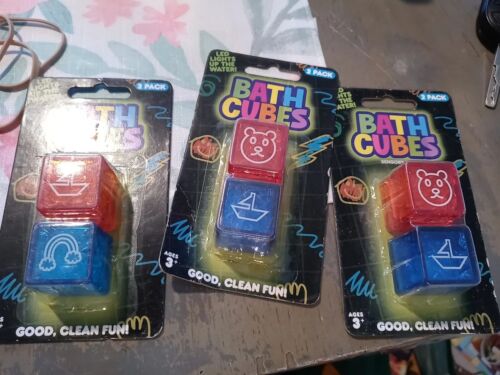 2 PACK
BATH
CUBES
GOOD, CLEAN FUN!
LED
LIGHTS
UP THE
WATER!
2 PACK
BATH
CUBES
AGES
3+
GOOD, CLEAN FUN!
2 PACK
BATH
CUBES
SENSORY
AGES
3+
GOOD, CLEAN FUN!